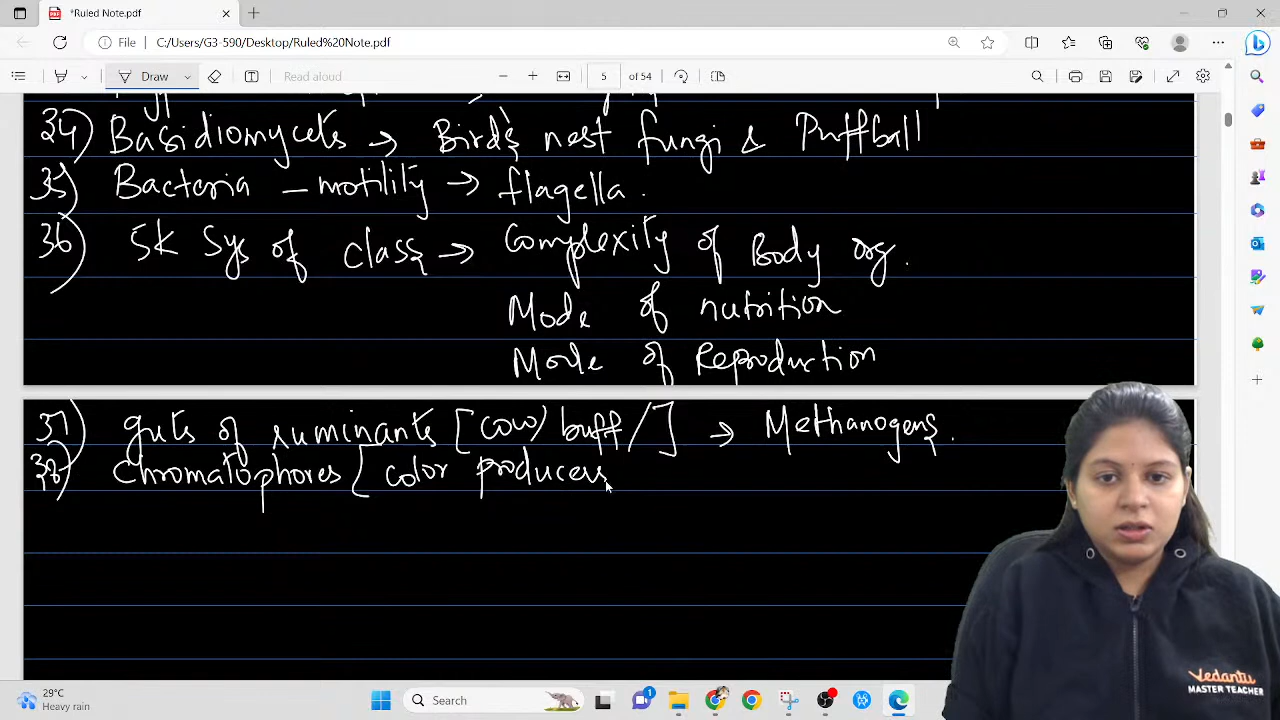 *Ruled Note.pdf
File C:/Users/G3-590/Desktop/Ruled%20Note.pdf
Draw Read aloud 5 of 54
34) Basidiomycets → Bird's nest fungi & Puffball
35) Bacteria - motility → flagella.
36) 5K Sys of class → Complexity of Body org.
Mode of nutrition
Mode of Reproduction
37) guts of ruminants [cow/buff/] → Methanogens.
38) chromatophores [color producers
Vedantu
MASTER TEACHER
29°C
Heavy rain
Search
1